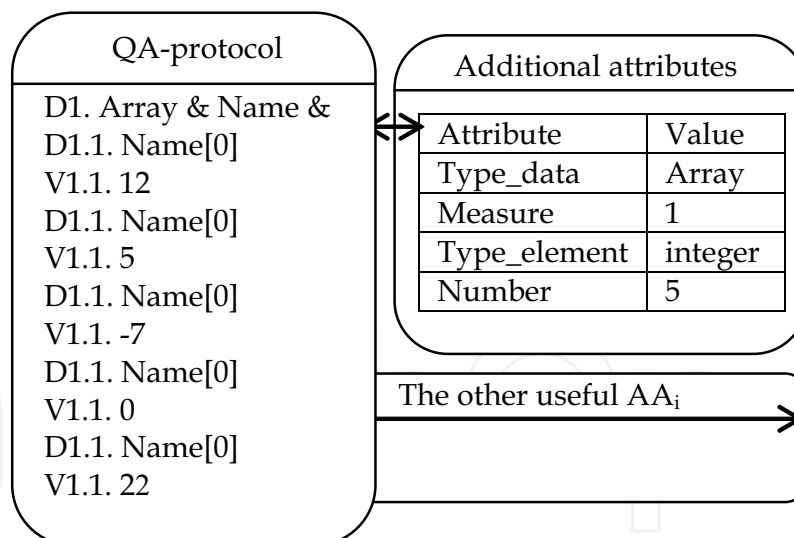 QA-protocol
D1. Array & Name &
D1.1. Name[0]
V1.1. 12
D1.1. Name[0]
V1.1. 5
D1.1. Name[0]
V1.1. -7
D1.1. Name[0]
V1.1. 0
D1.1. Name[0]
V1.1. 22
Additional attributes
Attribute Value
Type_data Array
Measure 1
Type_element integer
Number 5
The other useful AAi